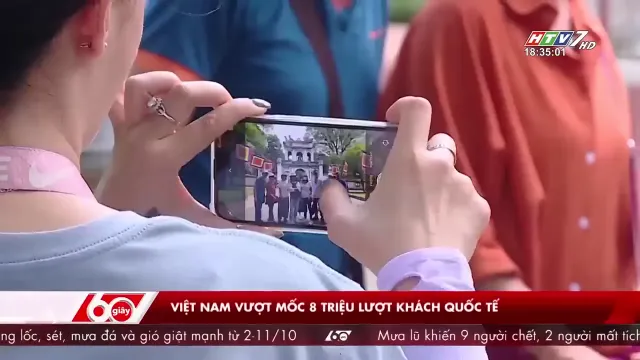 HTV7 HD
18:35:01
60 giây
VIỆT NAM VƯỢT MỐC 8 TRIỆU LƯỢT KHÁCH QUỐC TẾ
ng lốc, sét, mưa đá và gió giật mạnh từ 2-11/10 60 giây Mưa lũ khiến 9 người chết, 2 người mất tích